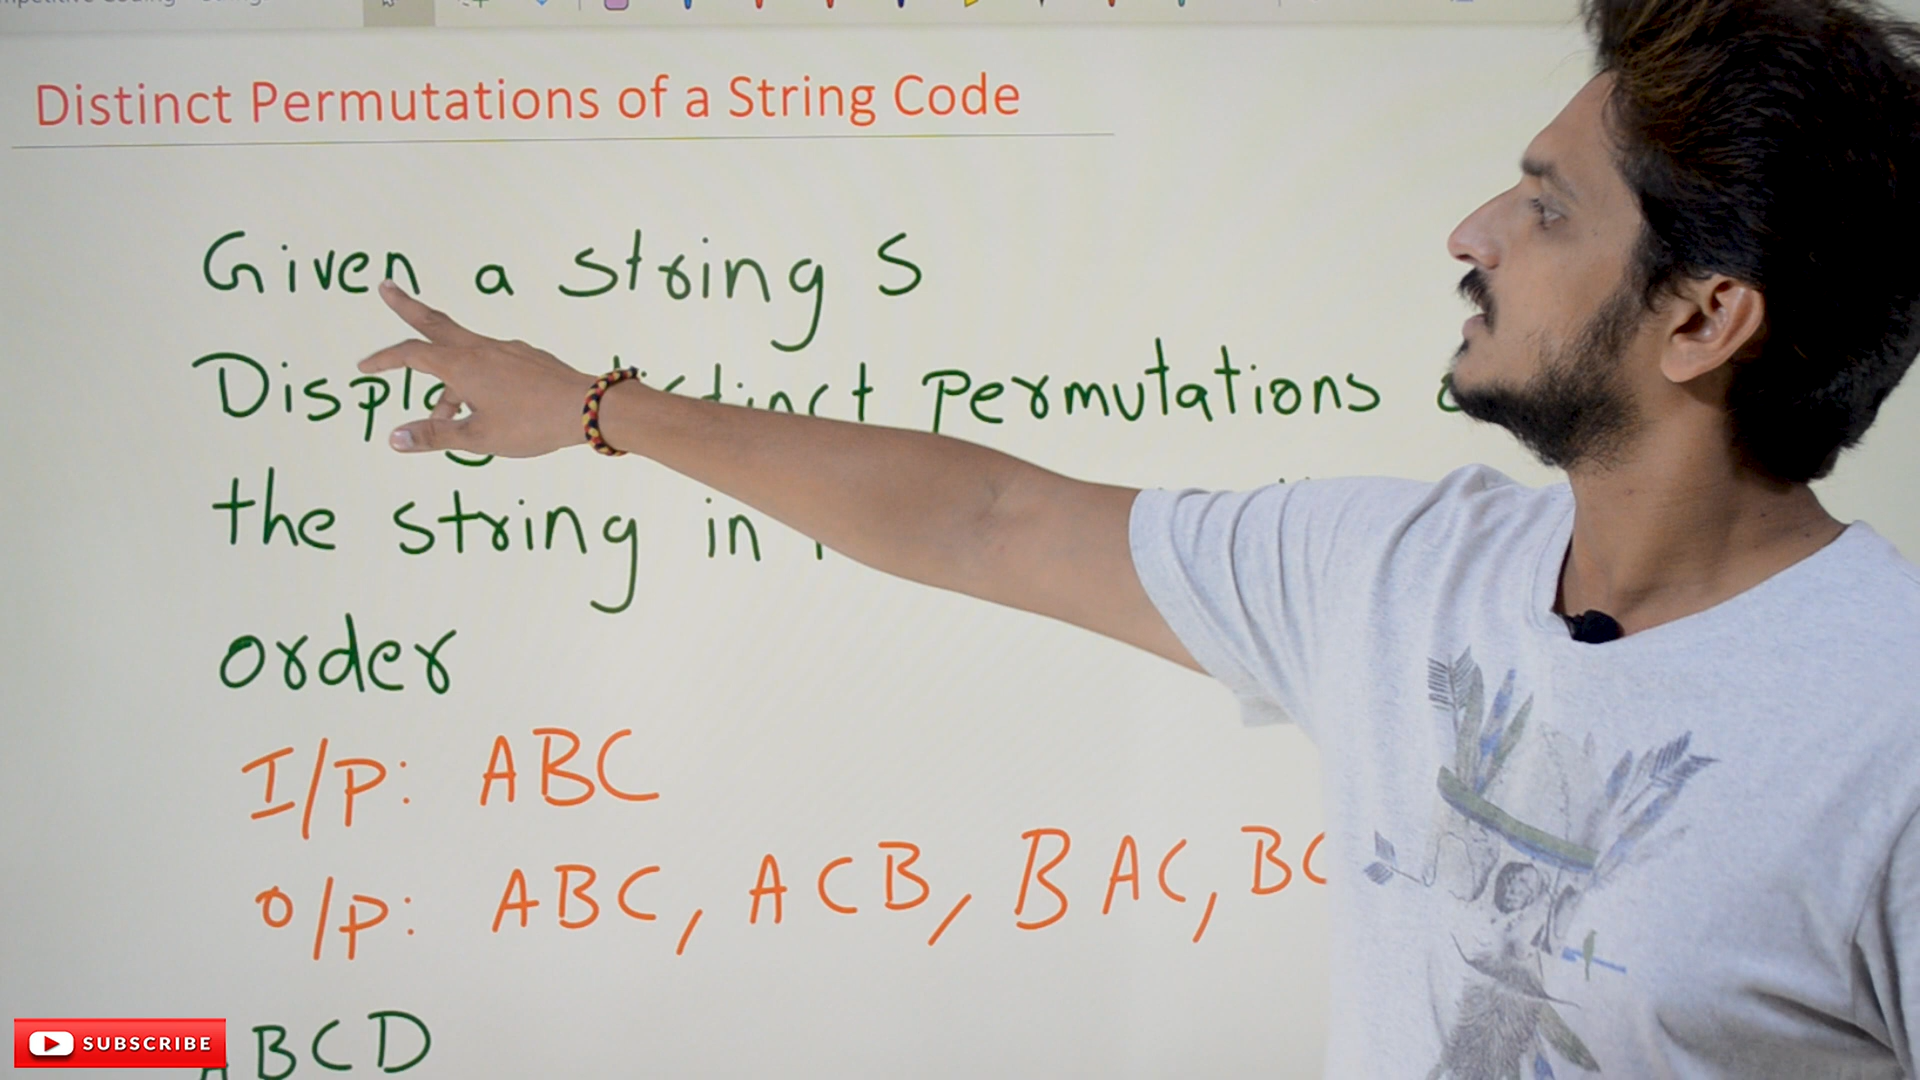 Distinct Permutations of a String Code
Given a string S
permutations
the string in
order
I/P: ABC
O/P: ABC, ACB, BAC, BC
BCD
SUBSCRIBE